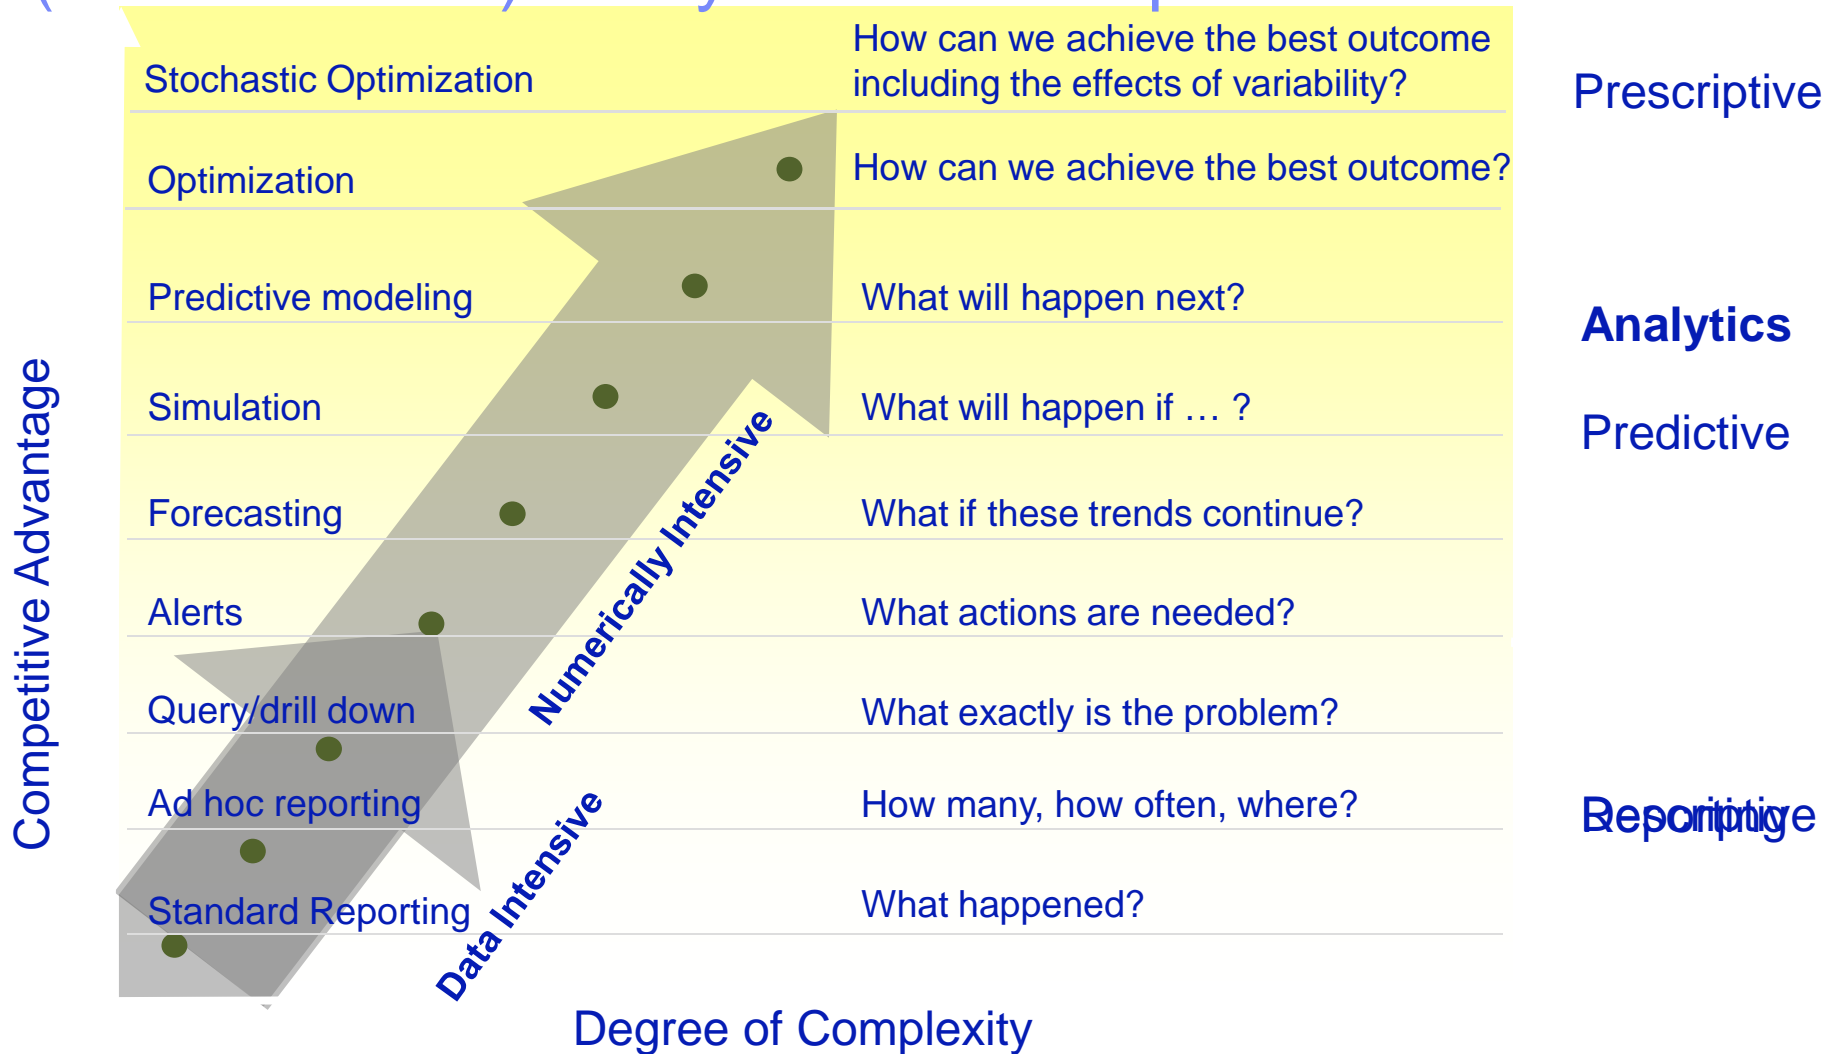 Stochastic Optimization
How can we achieve the best outcome
including the effects of variability?
Prescriptive
Optimization
How can we achieve the best outcome?
Predictive modeling
What will happen next?
Analytics
Simulation
What will happen if … ?
Predictive
Forecasting
What if these trends continue?
Alerts
What actions are needed?
Query/drill down
What exactly is the problem?
Ad hoc reporting
How many, how often, where?
Descriptive
Reporting
Standard Reporting
What happened?
Numerically Intensive
Data Intensive
Competitive Advantage
Degree of Complexity